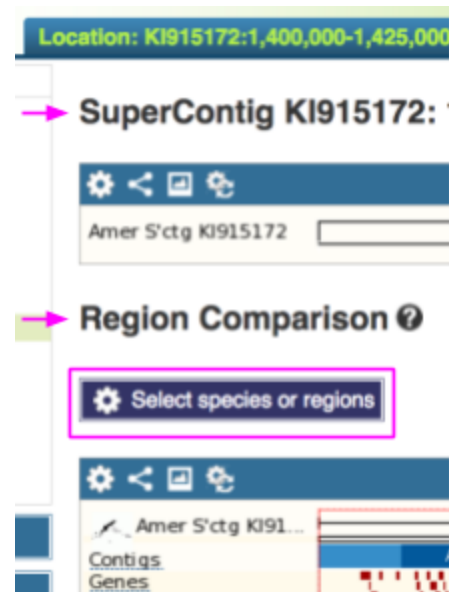 Location: KI915172:1,400,000-1,425,000
SuperContig KI915172:
Amer S'ctg KI915172
Region Comparison
Select species or regions
Amer S'ctg KI91...
Contigs
Genes